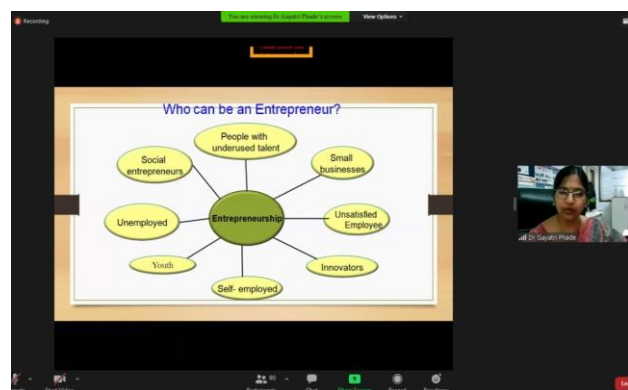 Recording
You are viewing Dr Gayatri Phade's screen
View Options
Who can be an Entrepreneur?
People with
underused talent
Social
entrepreneurs
Small
businesses
Unemployed
Entrepreneurship
Unsatisfied
Employee
Youth
Innovators
Self- employed
Dr Gayatri Phade
90